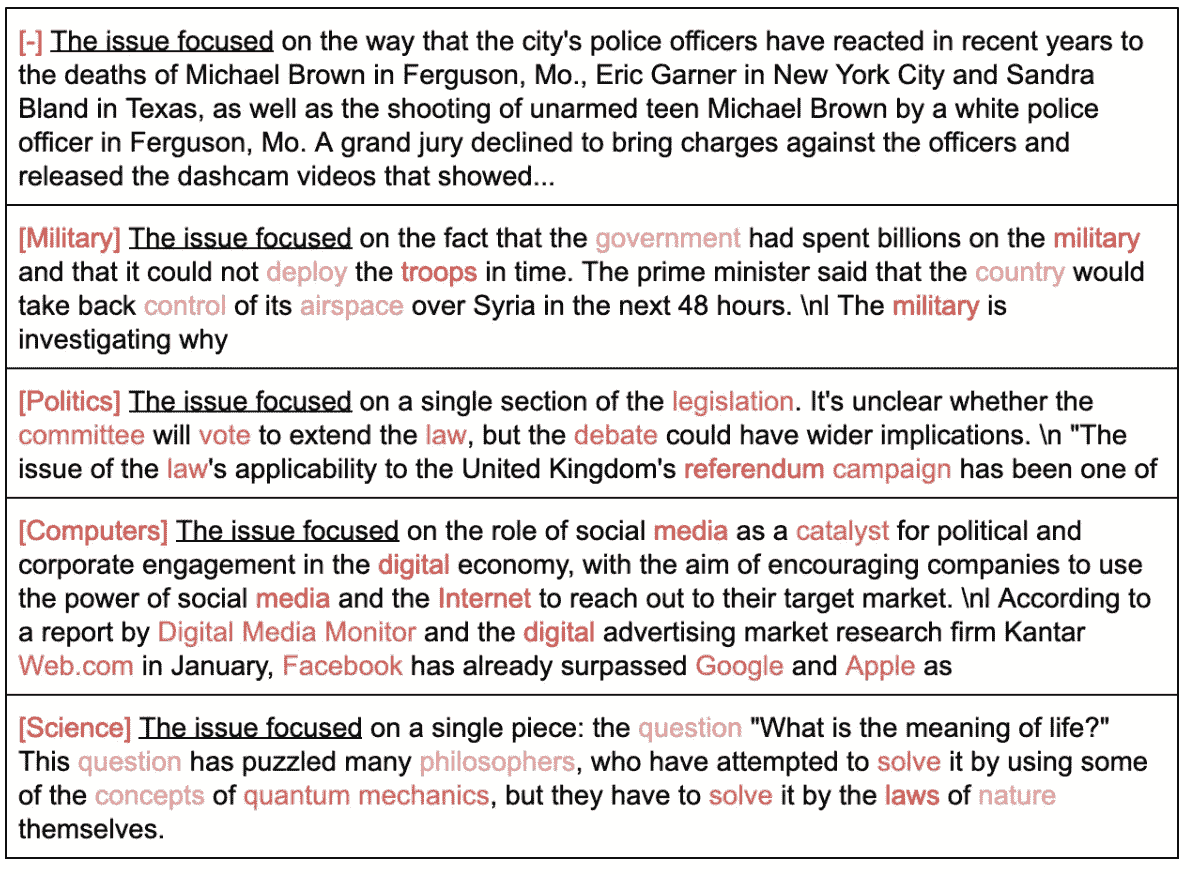 [-] The issue focused on the way that the city's police officers have reacted in recent years to
the deaths of Michael Brown in Ferguson, Mo., Eric Garner in New York City and Sandra
Bland in Texas, as well as the shooting of unarmed teen Michael Brown by a white police
officer in Ferguson, Mo. A grand jury declined to bring charges against the officers and
released the dashcam videos that showed...
[Military] The issue focused on the fact that the government had spent billions on the military
and that it could not deploy the troops in time. The prime minister said that the country would
take back control of its airspace over Syria in the next 48 hours. \nl The military is
investigating why
[Politics] The issue focused on a single section of the legislation. It's unclear whether the
committee will vote to extend the law, but the debate could have wider implications. \n "The
issue of the law's applicability to the United Kingdom's referendum campaign has been one of
[Computers] The issue focused on the role of social media as a catalyst for political and
corporate engagement in the digital economy, with the aim of encouraging companies to use
the power of social media and the Internet to reach out to their target market. \nl According to
a report by Digital Media Monitor and the digital advertising market research firm Kantar
Web.com in January, Facebook has already surpassed Google and Apple as
[Science] The issue focused on a single piece: the question "What is the meaning of life?"
This question has puzzled many philosophers, who have attempted to solve it by using some
of the concepts of quantum mechanics, but they have to solve it by the laws of nature
themselves.